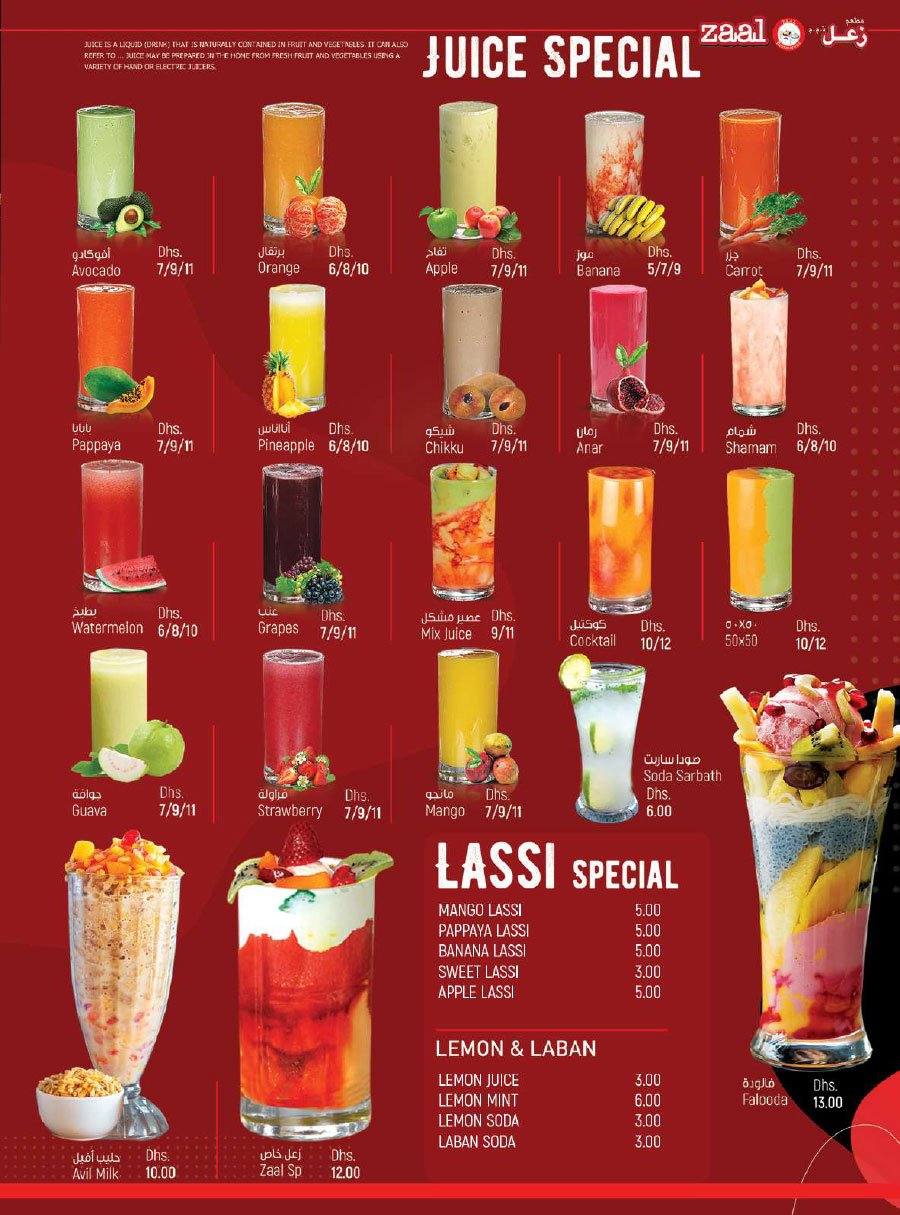 JUICE IS A LIQUID (DRINK) THAT IS NATURALLY CONTAINED IN FRUIT AND VEGETABLES. IT CAN ALSO
REFER TO ... JUICE MAY BE PREPARED IN THE HOME FROM FRESH FRUIT AND VEGETABLES USING A
VARIETY OF HAND OR ELECTRIC JUICERS.
JUICE SPECIAL
zaal
مطعم
زعل
أفوكادو
Avocado
Dhs.
7/9/11
برتقال
Orange
Dhs.
6/8/10
تفاح
Apple
Dhs.
7/9/11
موز
Banana
Dhs.
5/7/9
جزر
Carrot
Dhs.
7/9/11
بابايا
Pappaya
Dhs.
7/9/11
أناناس
Pineapple
Dhs.
6/8/10
شيكو
Chikku
Dhs.
7/9/11
رمان
Anar
Dhs.
7/9/11
شمام
Shamam
Dhs.
6/8/10
بطيخ
Watermelon
Dhs.
6/8/10
عنب
Grapes
Dhs.
7/9/11
عصير مشكل
Mix Juice
Dhs.
9/11
كوكتيل
Cocktail
Dhs.
10/12
٥٠x٥٠
50x50
Dhs.
10/12
جوافة
Guava
Dhs.
7/9/11
فراولة
Strawberry
Dhs.
7/9/11
مانجو
Mango
Dhs.
7/9/11
صودا ساربت
Soda Sarbath
Dhs.
6.00
LASSI SPECIAL
MANGO LASSI 5.00
PAPPAYA LASSI 5.00
BANANA LASSI 5.00
SWEET LASSI 3.00
APPLE LASSI 5.00
LEMON & LABAN
LEMON JUICE 3.00
LEMON MINT 6.00
LEMON SODA 3.00
LABAN SODA 3.00
فالودة
Falooda
Dhs.
13.00
حليب أفيل
Avil Milk
Dhs.
10.00
زعل خاص
Zaal Sp
Dhs.
12.00